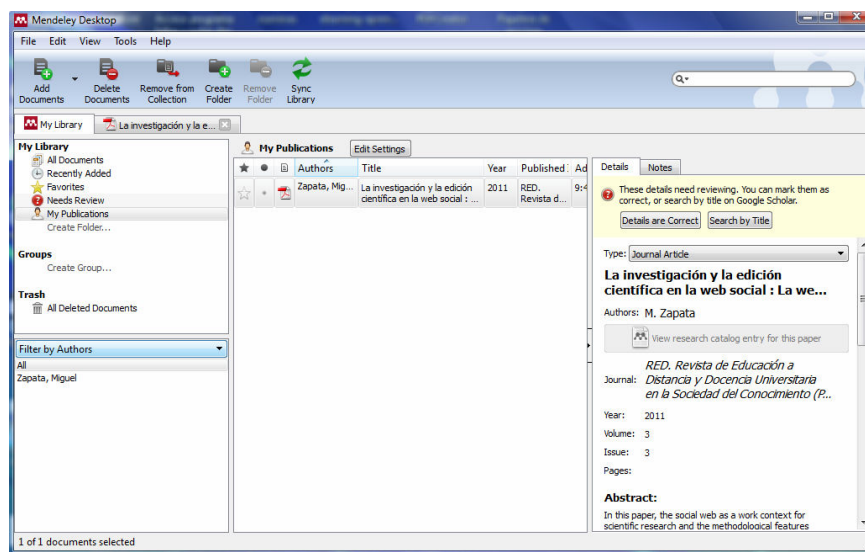 Mendeley Desktop
File Edit View Tools Help
Add Documents
Delete Documents
Remove from Collection
Create Folder
Remove Folder
Sync Library
My Library
La investigación y la e...
My Library
All Documents
Recently Added
Favorites
Needs Review
My Publications
Create Folder...
Groups
Create Group...
Trash
All Deleted Documents
Filter by Authors
All
Zapata, Miguel
My Publications Edit Settings
Authors Title Year Published Ad
Zapata, Mig... La investigación y la edición 2011 RED. 9:4
científica en la web social : ... Revista d...
Details Notes
These details need reviewing. You can mark them as
correct, or search by title on Google Scholar.
Details are Correct Search by Title
Type: Journal Article
La investigación y la edición
científica en la web social : La we...
Authors: M. Zapata
View research catalog entry for this paper
Journal: RED. Revista de Educación a
Distancia y Docencia Universitaria
en la Sociedad del Conocimiento (P...
Year: 2011
Volume: 3
Issue: 3
Pages:
Abstract:
In this paper, the social web as a work context for
scientific research and the methodological features
1 of 1 documents selected